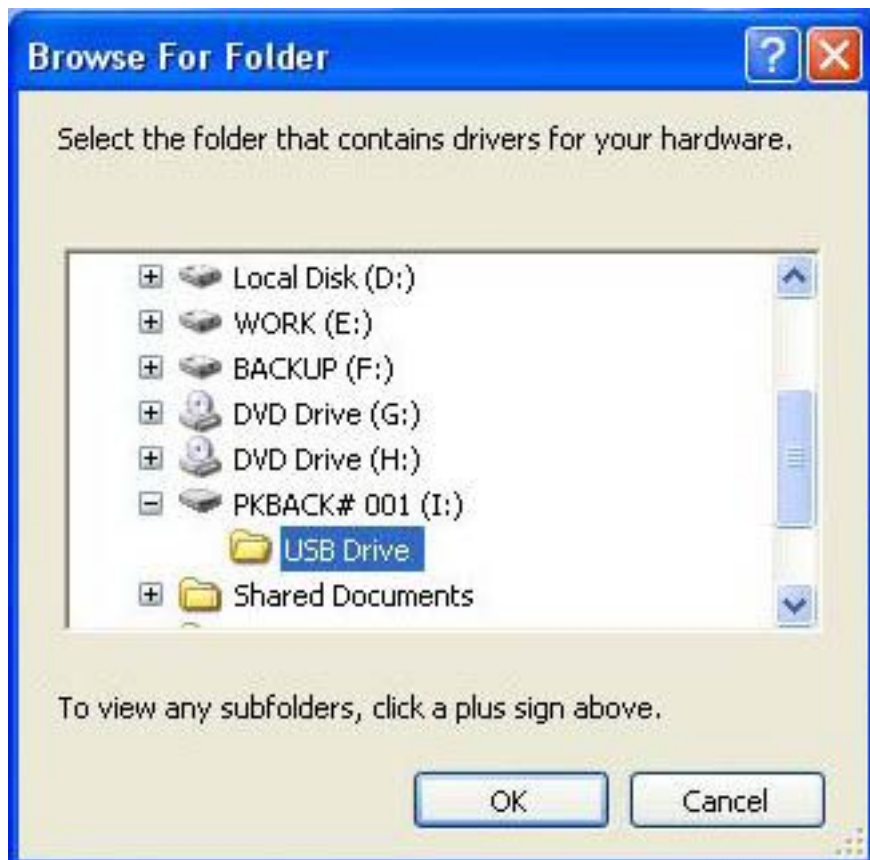 Browse For Folder
Select the folder that contains drivers for your hardware.
Local Disk (D:)
WORK (E:)
BACKUP (F:)
DVD Drive (G:)
DVD Drive (H:)
PKBACK# 001 (I:)
USB Drive
Shared Documents
To view any subfolders, click a plus sign above.
OK Cancel